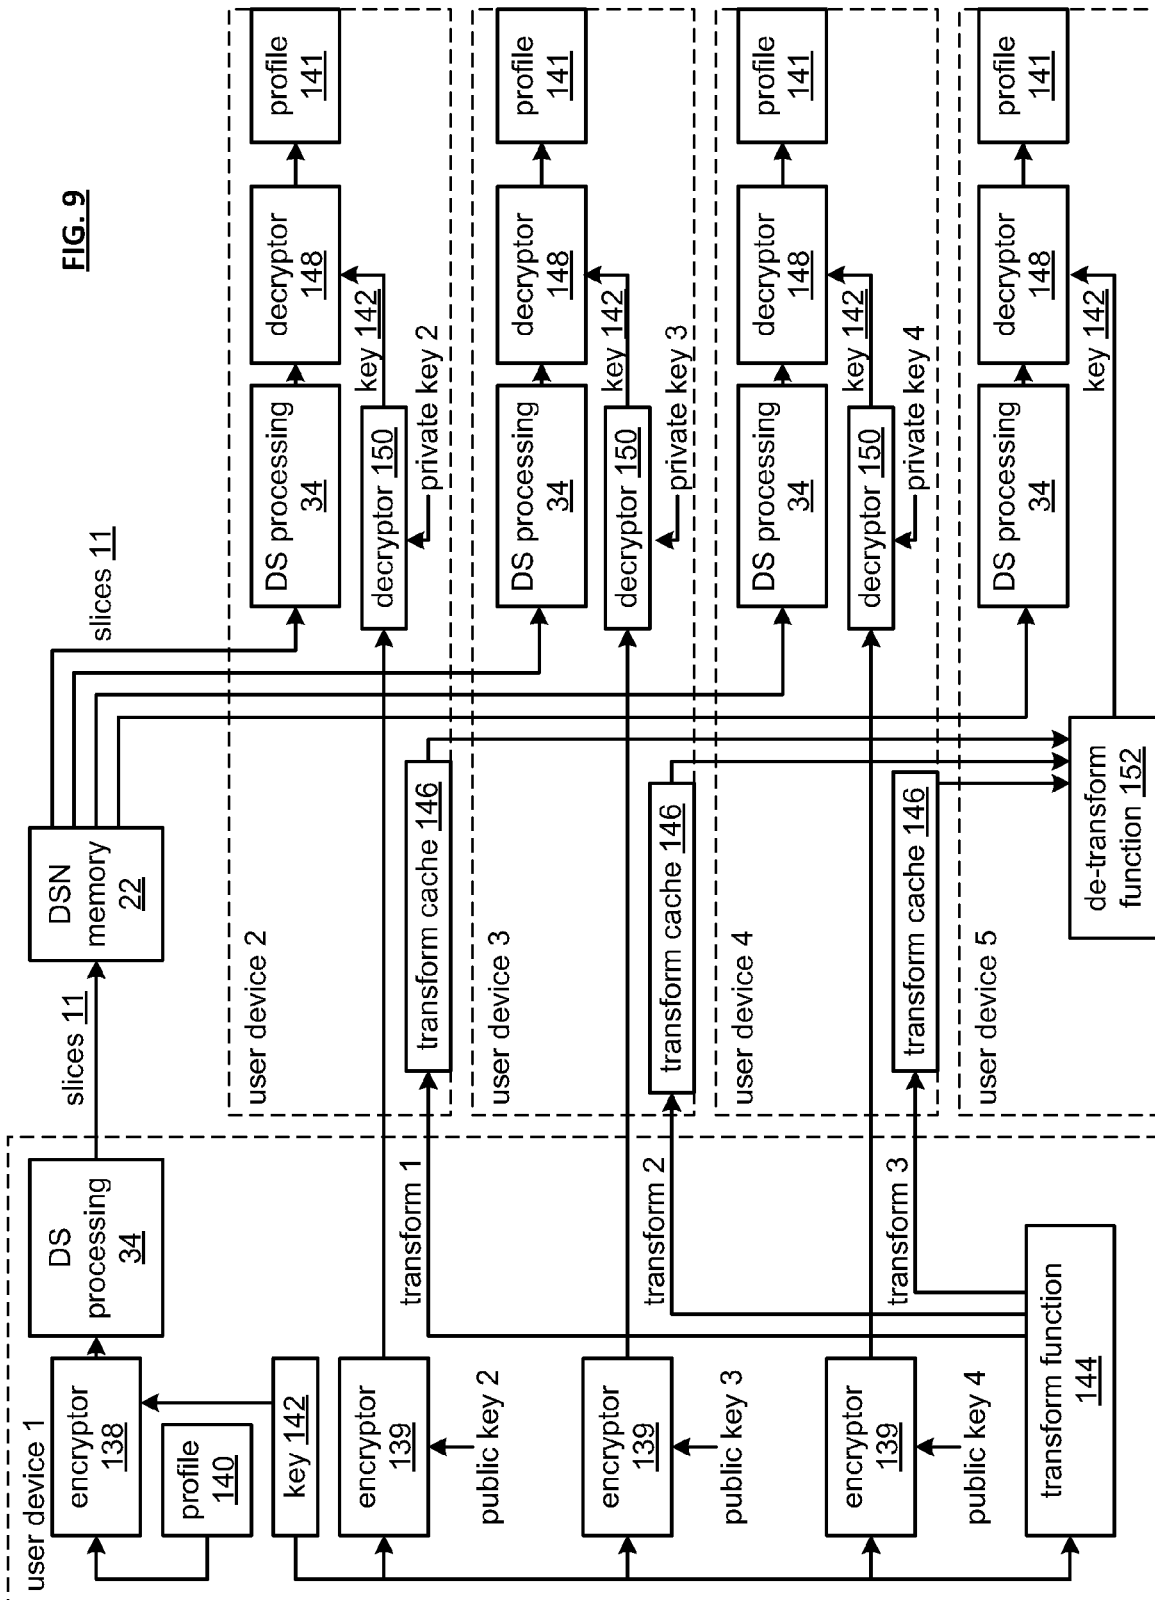 FIG. 9
user device 1
encryptor
138
profile
140
key 142
DS
processing
34
slices 11
DSN
memory
22
slices 11
encryptor
139
public key 2
encryptor
139
public key 3
encryptor
139
public key 4
transform function
144
transform 1
transform 2
transform 3
user device 2
transform cache 146
DS processing
34
decryptor
148
profile
141
decryptor 150
key 142
private key 2
user device 3
transform cache 146
DS processing
34
decryptor
148
profile
141
decryptor 150
key 142
private key 3
user device 4
transform cache 146
DS processing
34
decryptor
148
profile
141
decryptor 150
key 142
private key 4
user device 5
de-transform
function 152
DS processing
34
decryptor
148
profile
141
key 142